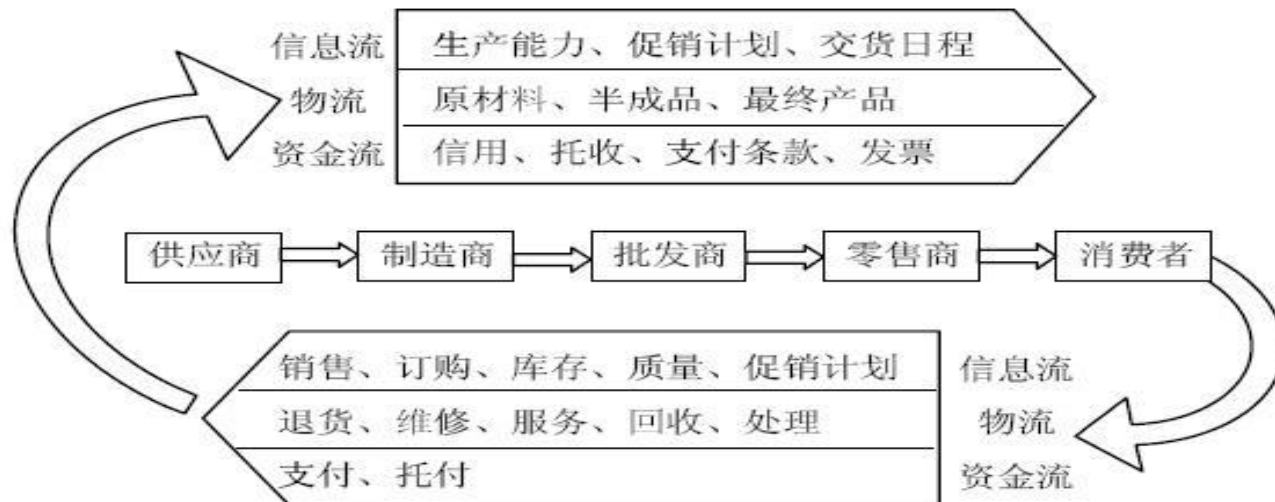 信息流 生产能力、促销计划、交货日程
物流 原材料、半成品、最终产品
资金流 信用、托收、支付条款、发票
供应商 制造商 批发商 零售商 消费者
销售、订购、库存、质量、促销计划 信息流
退货、维修、服务、回收、处理 物流
支付、托付 资金流